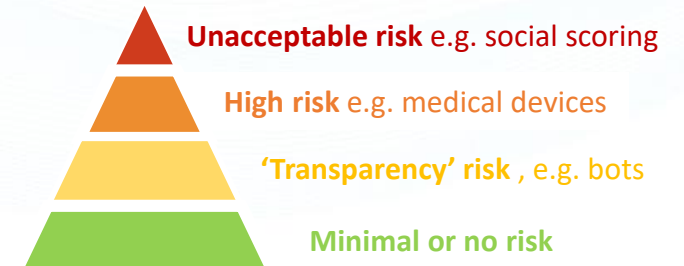 Unacceptable risk e.g. social scoring
High risk e.g. medical devices
‘Transparency’ risk , e.g. bots
Minimal or no risk